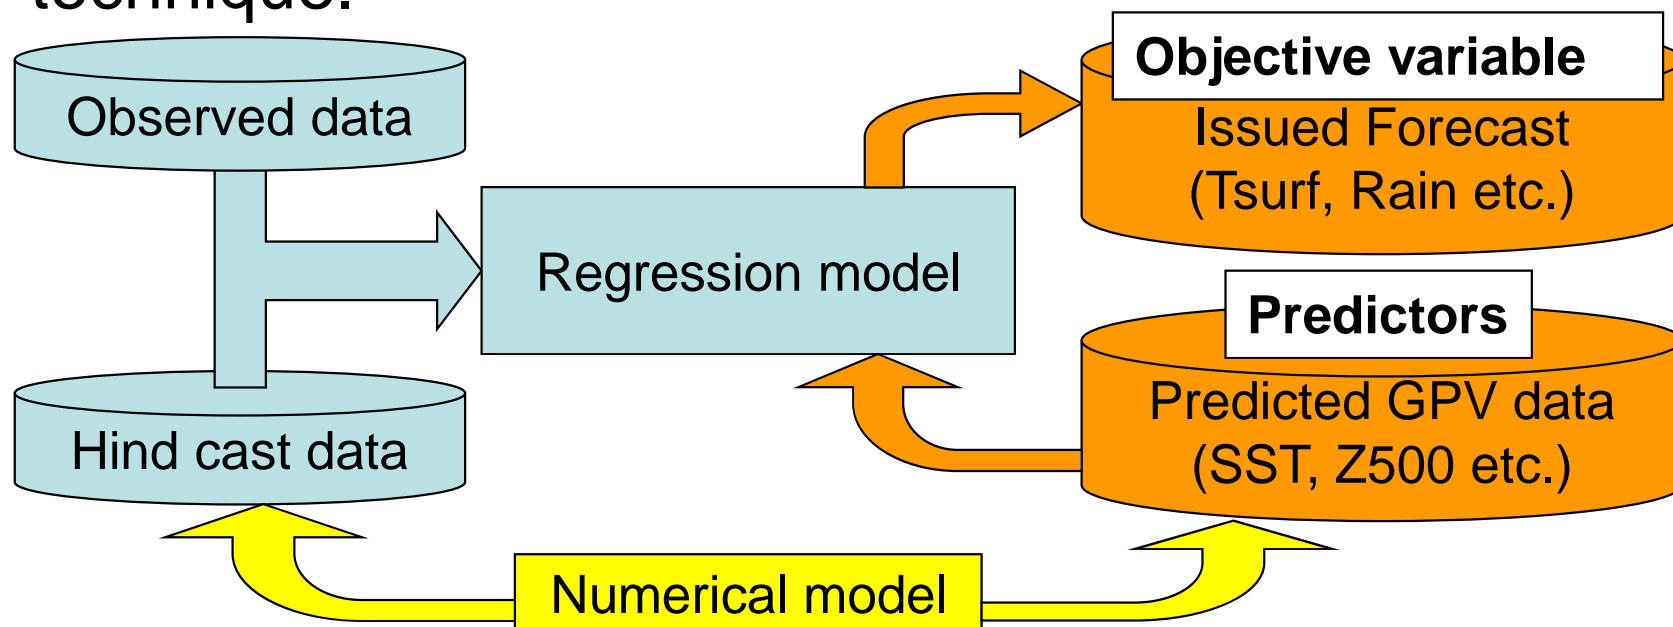 technique.
Observed data
Objective variable
Issued Forecast
(Tsurf, Rain etc.)
Regression model
Predictors
Predicted GPV data
(SST, Z500 etc.)
Hind cast data
Numerical model